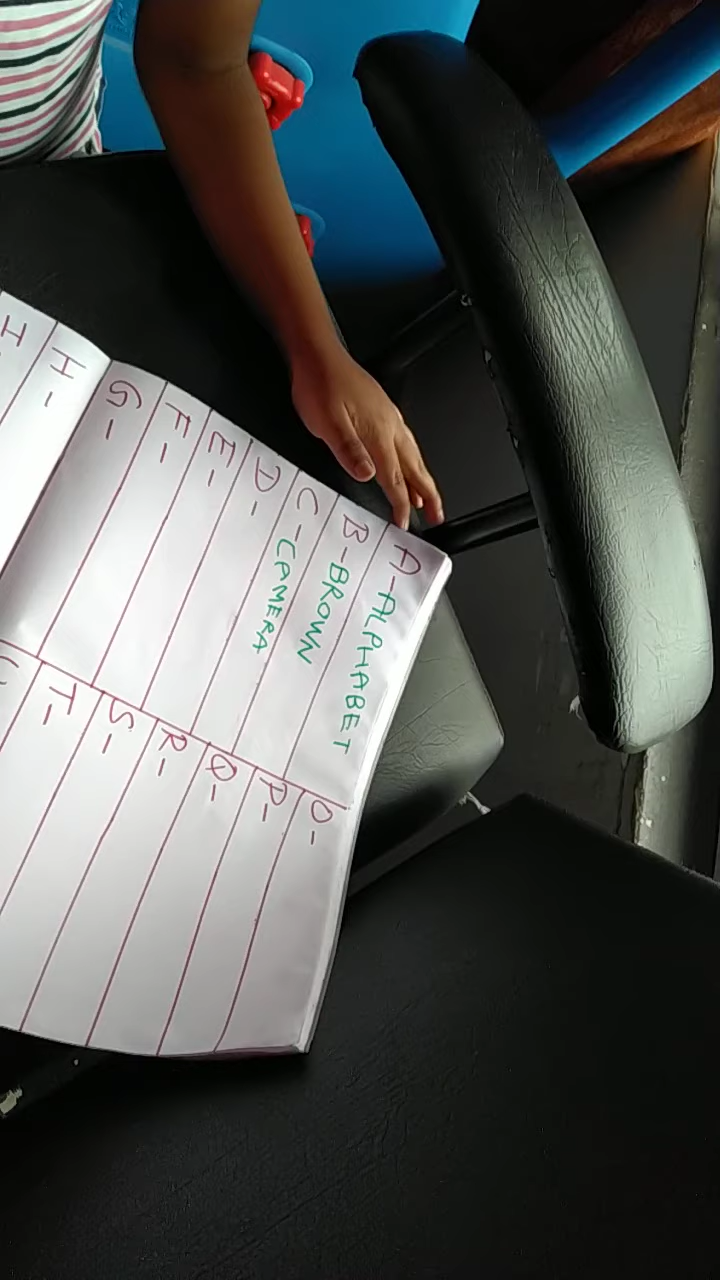 A-ALPHABET
B-BROWN
C-CAMERA
D-
E-
F-
G-
H-
I-
O-
P-
Q-
R-
S-
T-